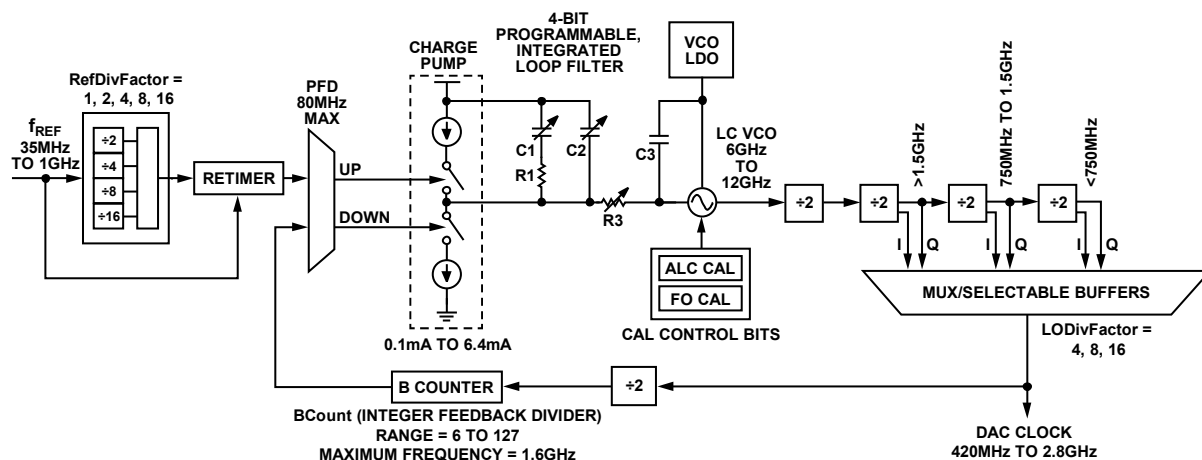 4-BIT
PROGRAMMABLE,
INTEGRATED
LOOP FILTER
VCO
LDO
CHARGE
PUMP
RefDivFactor =
1, 2, 4, 8, 16
PFD
80MHz
MAX
fREF
35MHz
TO 1GHz
÷2
÷4
÷8
÷16
RETIMER
UP
DOWN
C1
R1
C2
C3
R3
LC VCO
6GHz
TO
12GHz
÷2
÷2
>1.5GHz
÷2
750MHz TO 1.5GHz
÷2
<750MHz
I
Q
I
Q
I
Q
ALC CAL
FO CAL
CAL CONTROL BITS
MUX/SELECTABLE BUFFERS
LODivFactor =
4, 8, 16
0.1mA TO 6.4mA
B COUNTER
÷2
BCount (INTEGER FEEDBACK DIVIDER)
RANGE = 6 TO 127
MAXIMUM FREQUENCY = 1.6GHz
DAC CLOCK
420MHz TO 2.8GHz